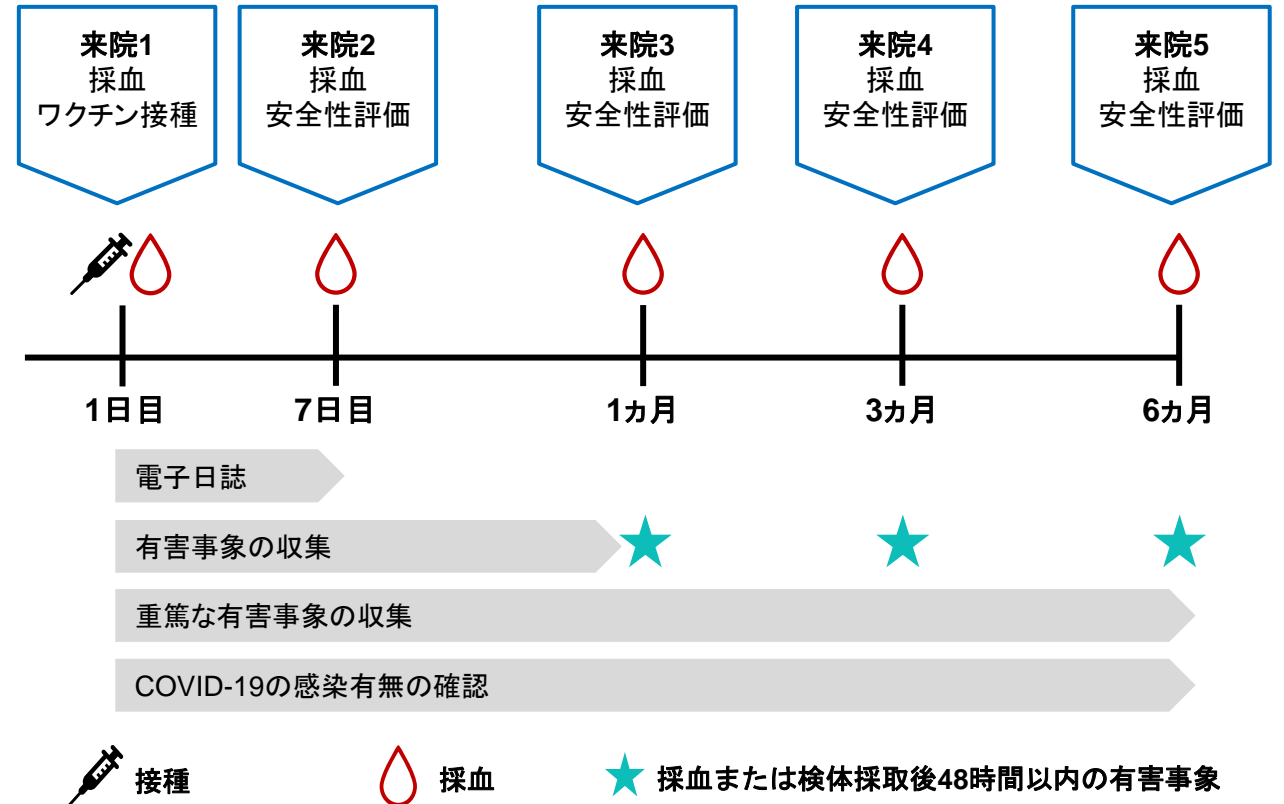 来院1
採血
ワクチン接種
来院2
採血
安全性評価
来院3
採血
安全性評価
来院4
採血
安全性評価
来院5
採血
安全性評価
1日目
7日目
1ヵ月
3ヵ月
6ヵ月
電子日誌
有害事象の収集
重篤な有害事象の収集
COVID-19の感染有無の確認
接種
採血
採血または検体採取後48時間以内の有害事象